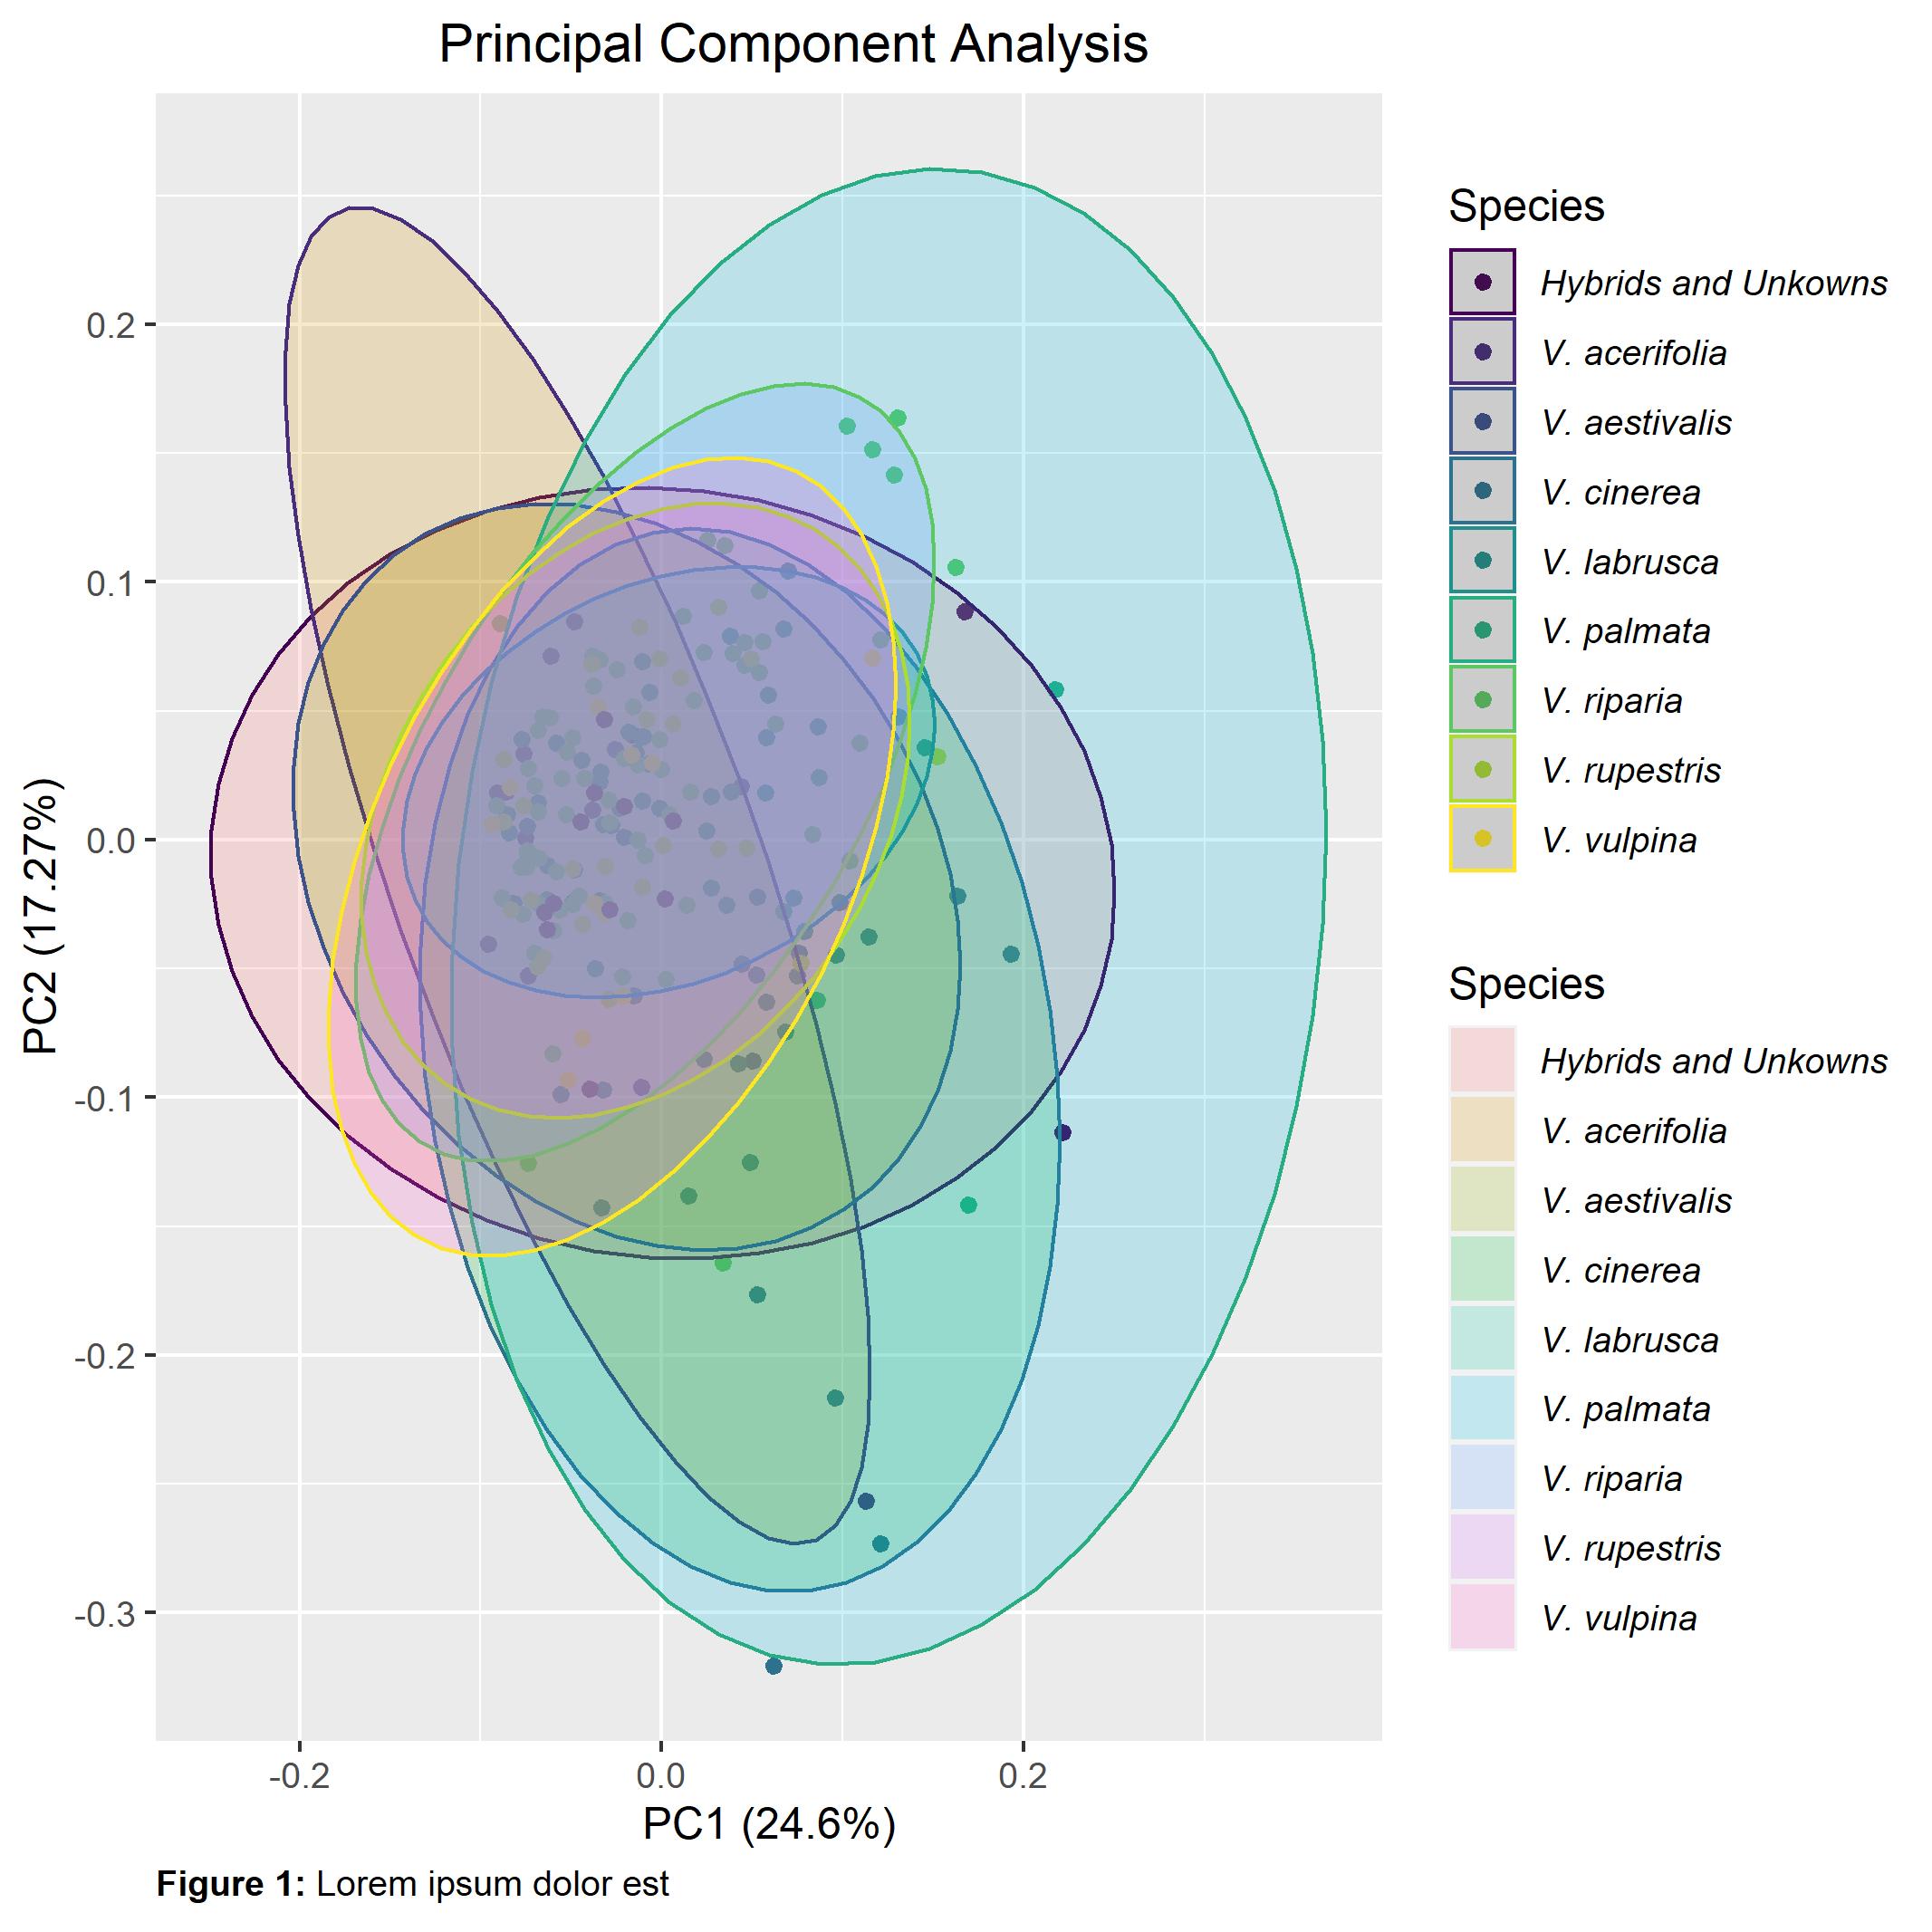 Principal Component Analysis
PC2 (17.27%)
0.2
0.1
0.0
-0.1
-0.2
-0.3
-0.2
0.0
0.2
PC1 (24.6%)
Figure 1: Lorem ipsum dolor est
Species
Hybrids and Unkowns
V. acerifolia
V. aestivalis
V. cinerea
V. labrusca
V. palmata
V. riparia
V. rupestris
V. vulpina
Species
Hybrids and Unkowns
V. acerifolia
V. aestivalis
V. cinerea
V. labrusca
V. palmata
V. riparia
V. rupestris
V. vulpina